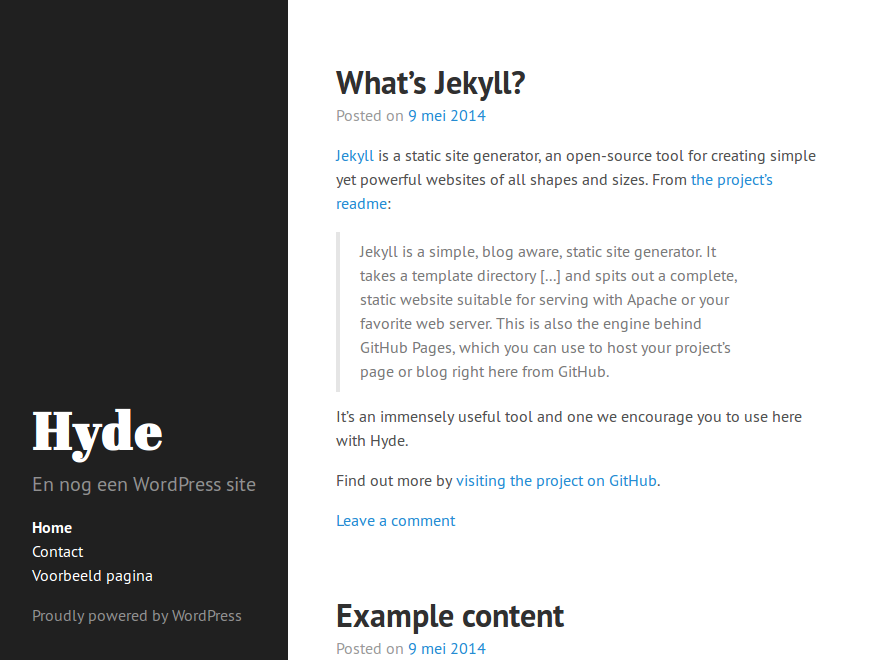 Hyde
En nog een WordPress site
Home
Contact
Voorbeeld pagina
Proudly powered by WordPress
What’s Jekyll?
Posted on 9 mei 2014
Jekyll is a static site generator, an open-source tool for creating simple
yet powerful websites of all shapes and sizes. From the project’s
readme:
Jekyll is a simple, blog aware, static site generator. It
takes a template directory […] and spits out a complete,
static website suitable for serving with Apache or your
favorite web server. This is also the engine behind
GitHub Pages, which you can use to host your project’s
page or blog right here from GitHub.
It’s an immensely useful tool and one we encourage you to use here
with Hyde.
Find out more by visiting the project on GitHub.
Leave a comment
Example content
Posted on 9 mei 2014